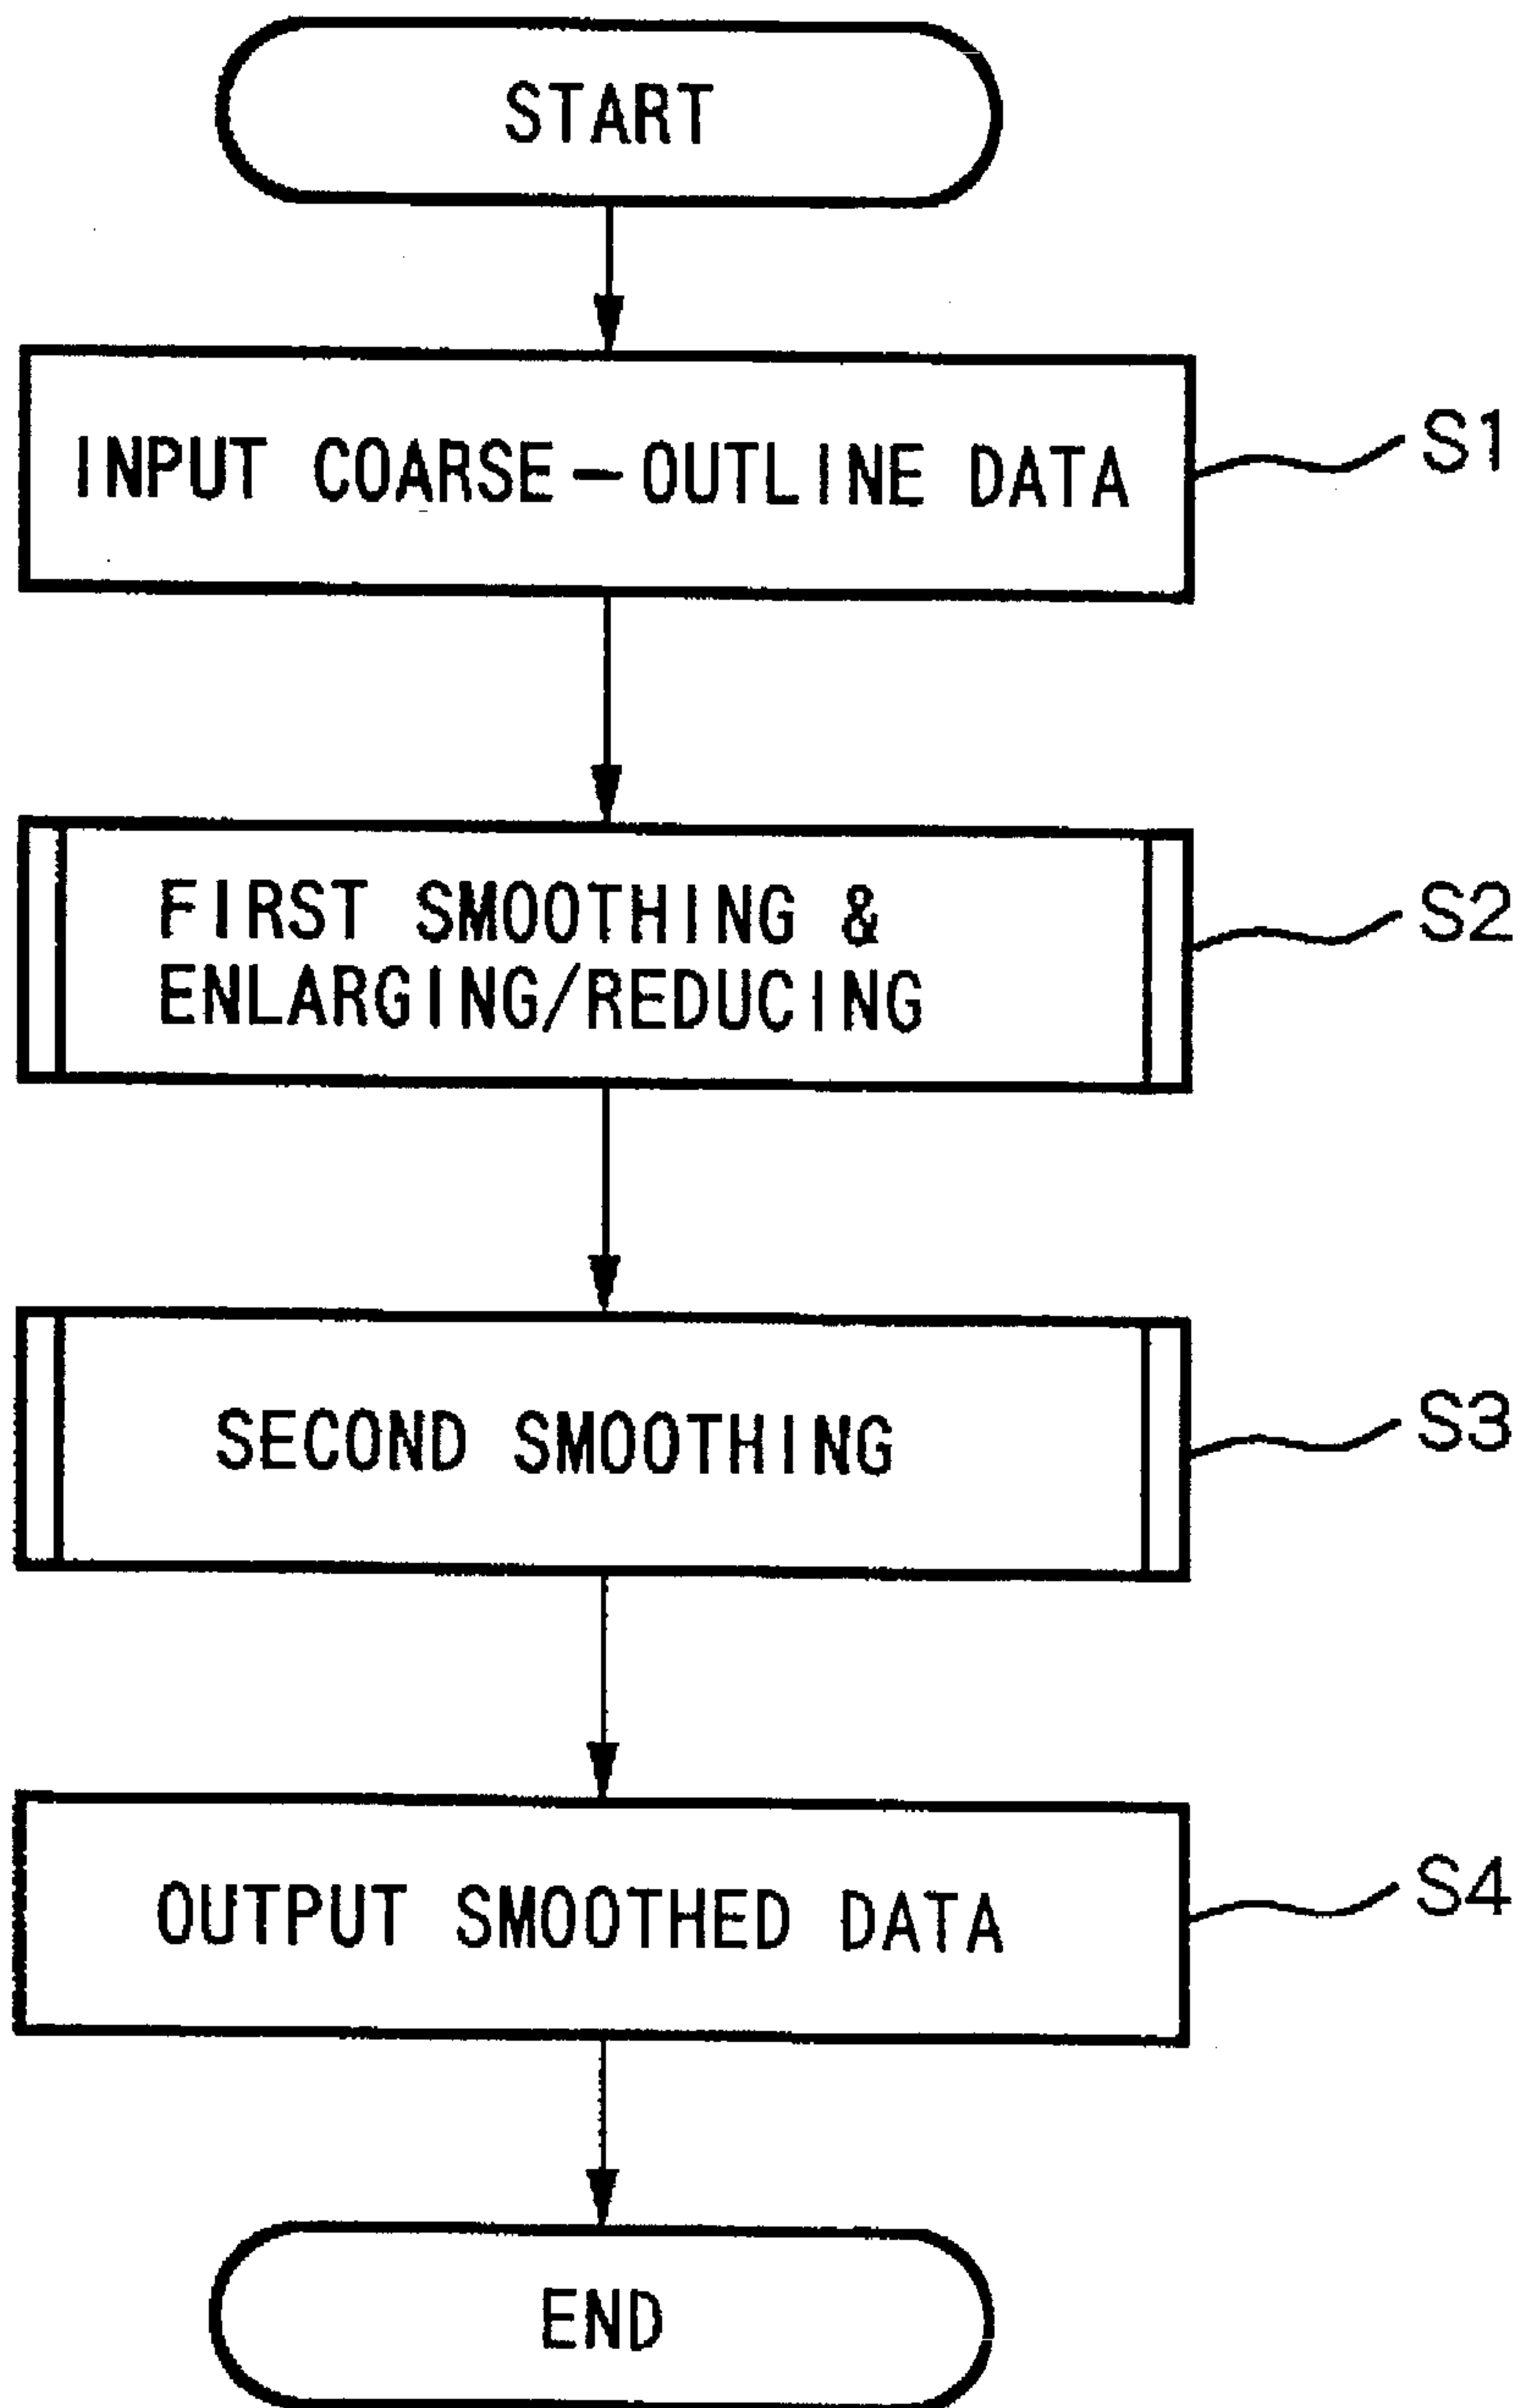 START
INPUT COARSE-OUTLINE DATA
S1
FIRST SMOOTHING &
ENLARGING/REDUCING
S2
SECOND SMOOTHING
S3
OUTPUT SMOOTHED DATA
S4
END